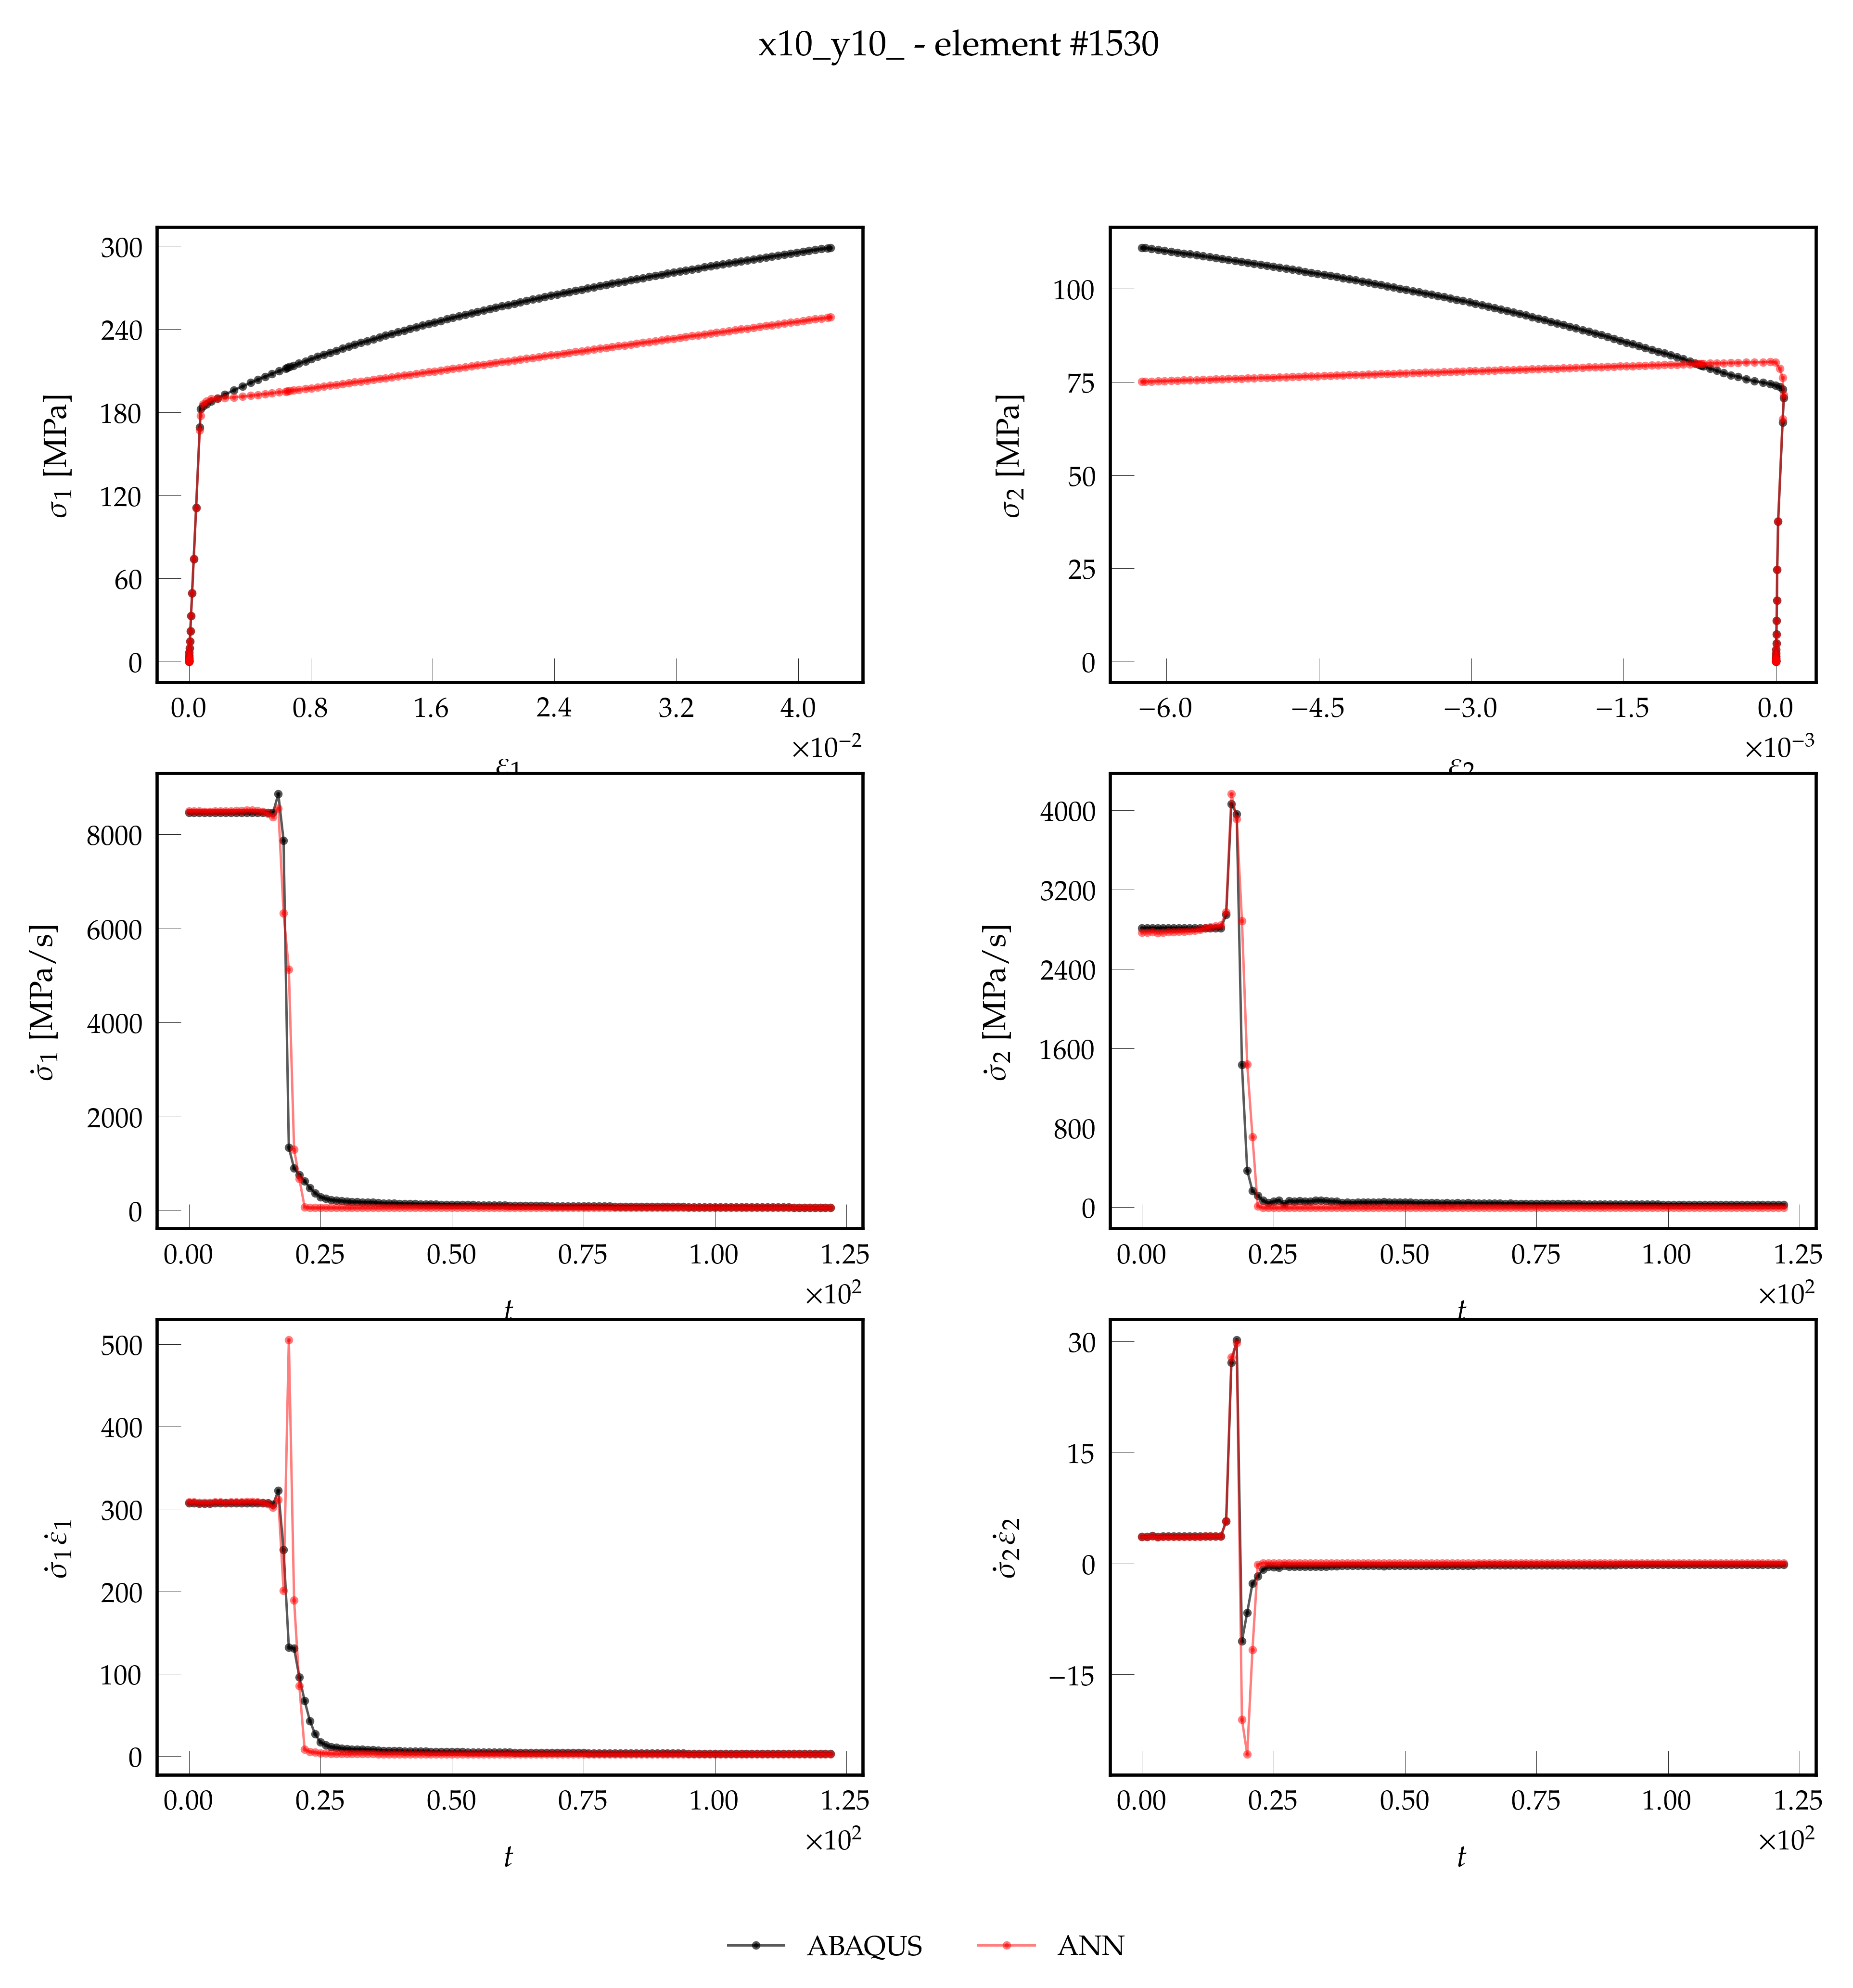 x10_y10_ - element #1530
σ₁ [MPa]
300
240
180
120
60
0
0.0 0.8 1.6 2.4 3.2 4.0
×10⁻²
ε₁
σ₂ [MPa]
100
75
50
25
0
−6.0 −4.5 −3.0 −1.5 0.0
×10⁻³
ε₂
σ̇₁ [MPa/s]
8000
6000
4000
2000
0
0.00 0.25 0.50 0.75 1.00 1.25
×10²
t
σ̇₂ [MPa/s]
4000
3200
2400
1600
800
0
0.00 0.25 0.50 0.75 1.00 1.25
×10²
t
σ̇₁ε̇₁
500
400
300
200
100
0
0.00 0.25 0.50 0.75 1.00 1.25
×10²
t
σ̇₂ε̇₂
30
15
0
−15
0.00 0.25 0.50 0.75 1.00 1.25
×10²
t
ABAQUS ANN